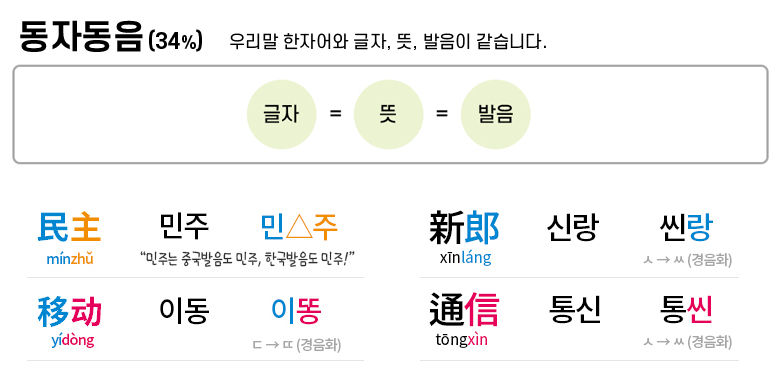 동자동음 (34%) 우리말 한자어와 글자, 뜻, 발음이 같습니다.
글자 = 뜻 = 발음
民主 민주 민△주
mínzhŭ “민주는 중국발음도 민주, 한국발음도 민주!”
新郎 신랑 씬랑
xīnláng ㅅ → ㅆ (경음화)
移动 이동 이똥
yídòng ㄷ → ㄸ (경음화)
通信 통신 통씬
tōngxìn ㅅ → ㅆ (경음화)